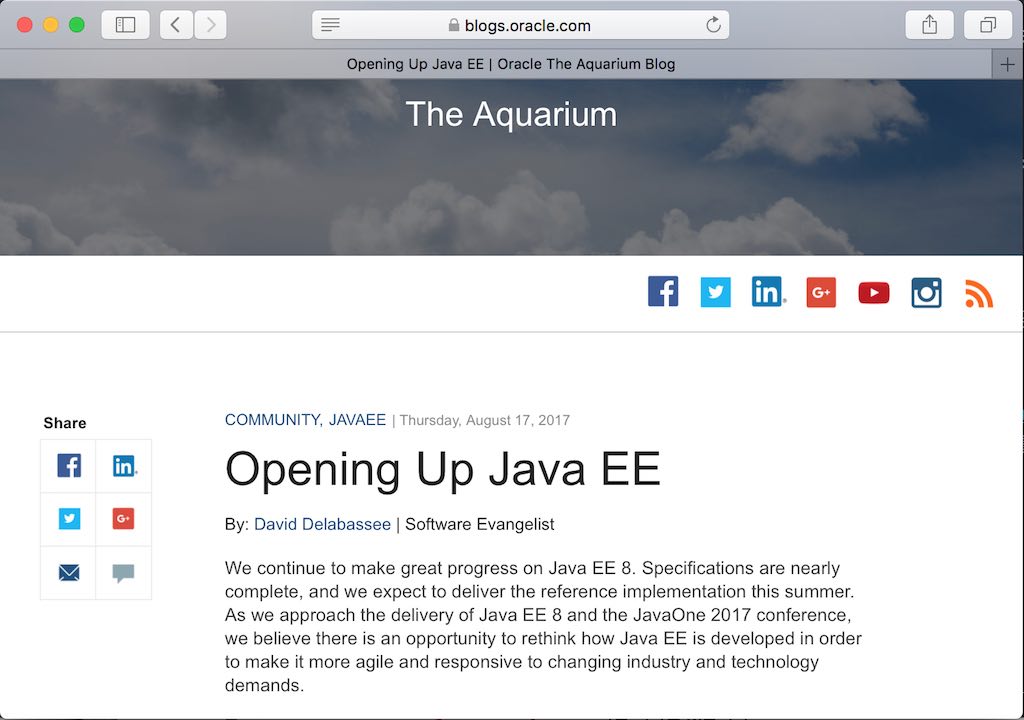 blogs.oracle.com
Opening Up Java EE | Oracle The Aquarium Blog
The Aquarium
Share
COMMUNITY, JAVAEE | Thursday, August 17, 2017
Opening Up Java EE
By: David Delabassee | Software Evangelist
We continue to make great progress on Java EE 8. Specifications are nearly
complete, and we expect to deliver the reference implementation this summer.
As we approach the delivery of Java EE 8 and the JavaOne 2017 conference,
we believe there is an opportunity to rethink how Java EE is developed in order
to make it more agile and responsive to changing industry and technology
demands.